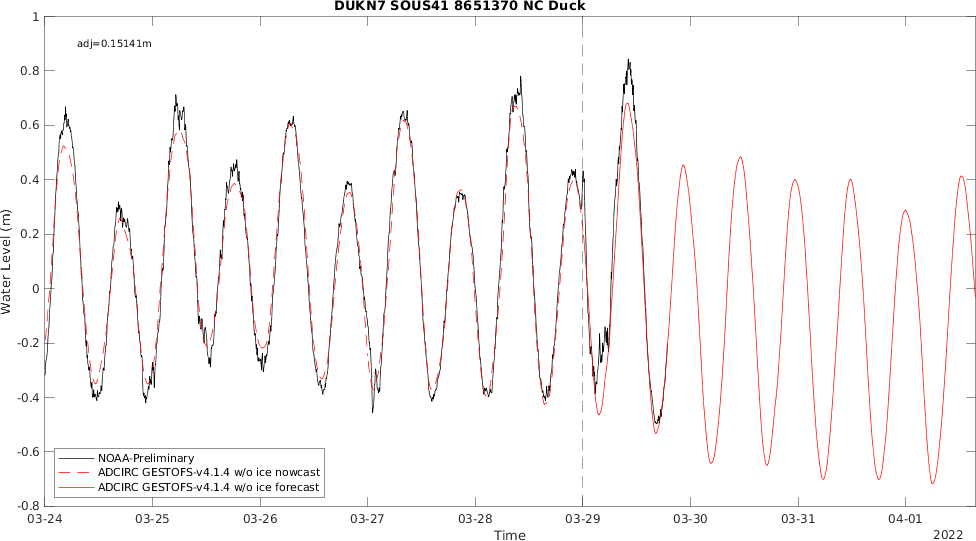 DUKN7 SOUS41 8651370 NC Duck
adj=0.15141m
Water Level (m)
1
0.8
0.6
0.4
0.2
0
-0.2
-0.4
-0.6
-0.8
NOAA-Preliminary
ADCIRC GESTOFS-v4.1.4 w/o ice nowcast
ADCIRC GESTOFS-v4.1.4 w/o ice forecast
03-24 03-25 03-26 03-27 03-28 03-29 03-30 03-31 04-01
Time
2022